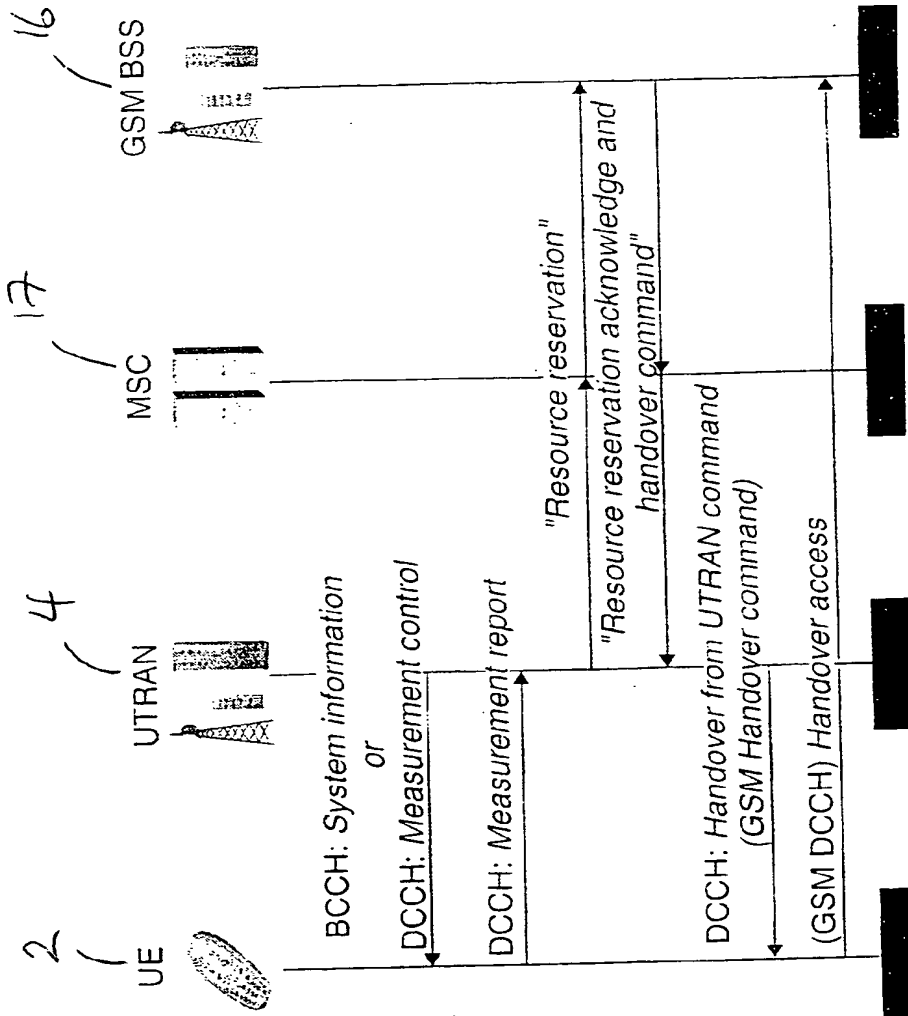 2
4
17
16
UE
UTRAN
MSC
GSM BSS
BCCH: System information
or
DCCH: Measurement control
DCCH: Measurement report
"Resource reservation"
"Resource reservation acknowledge and
handover command"
DCCH: Handover from UTRAN command
(GSM Handover command)
(GSM DCCH) Handover access